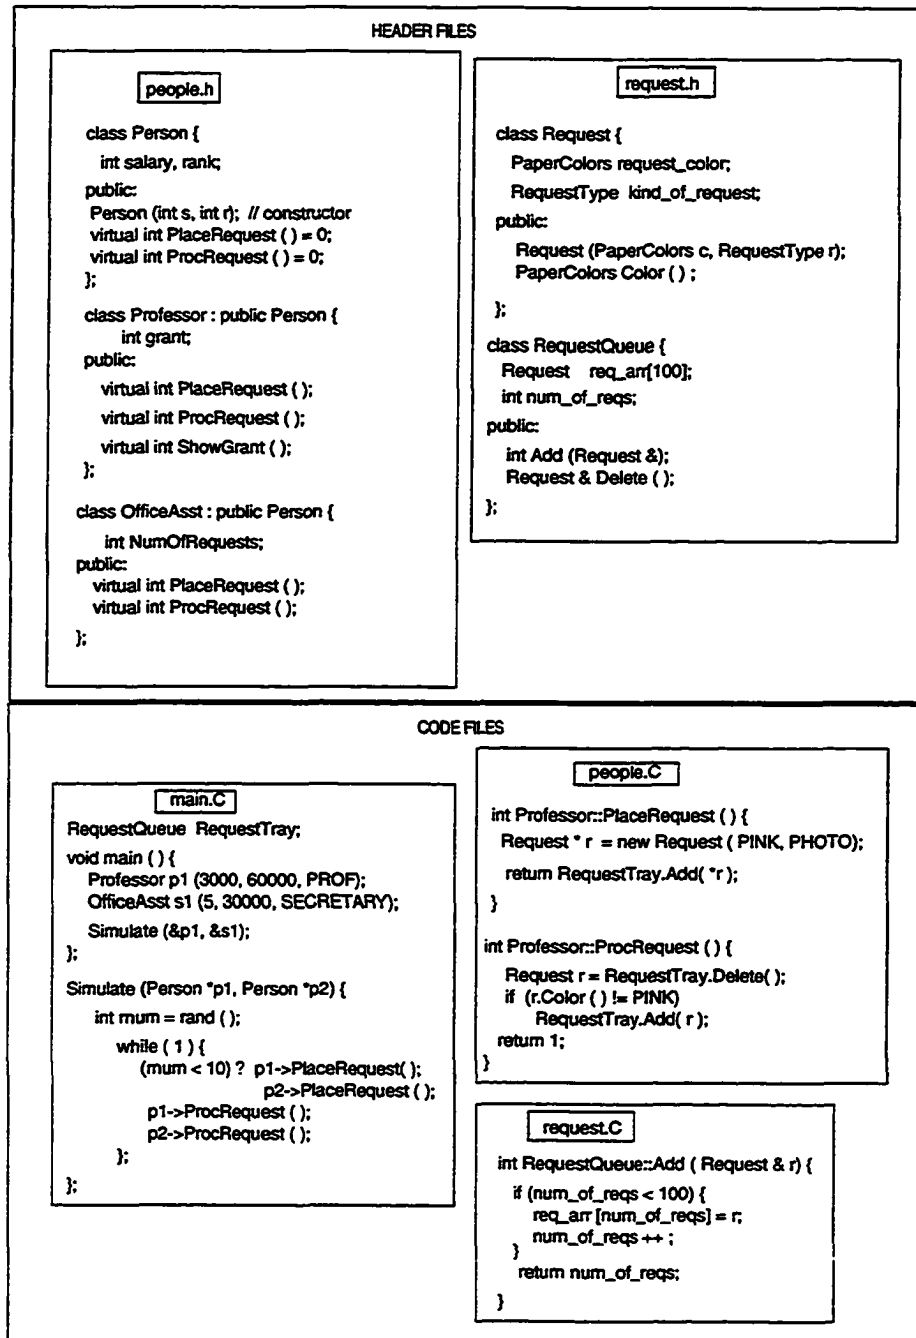 HEADER FILES
people.h
class Person {
int salary, rank;
public:
Person (int s, int r); // constructor
virtual int PlaceRequest ( ) = 0;
virtual int ProcRequest ( ) = 0;
};
class Professor : public Person {
int grant;
public:
virtual int PlaceRequest ( );
virtual int ProcRequest ( );
virtual int ShowGrant ( );
};
class OfficeAsst : public Person {
int NumOfRequests;
public:
virtual int PlaceRequest ( );
virtual int ProcRequest ( );
};
request.h
class Request {
PaperColors request_color;
RequestType kind_of_request;
public:
Request (PaperColors c, RequestType r);
PaperColors Color ( ) ;
};
class RequestQueue {
Request req_arr[100];
int num_of_reqs;
public:
int Add (Request &);
Request & Delete ( );
};
CODE FILES
main.C
RequestQueue RequestTray;
void main ( ) {
Professor p1 (3000, 60000, PROF);
OfficeAsst s1 (5, 30000, SECRETARY);
Simulate (&p1, &s1);
};
Simulate (Person *p1, Person *p2) {
int rnum = rand ( );
while ( 1 ) {
(rnum < 10) ? p1->PlaceRequest( );
p2->PlaceRequest ( );
p1->ProcRequest ( );
p2->ProcRequest ( );
};
};
people.C
int Professor::PlaceRequest ( ) {
Request * r = new Request ( PINK, PHOTO);
return RequestTray.Add( *r );
}
int Professor::ProcRequest ( ) {
Request r = RequestTray.Delete( );
if (r.Color ( ) != PINK)
RequestTray.Add( r );
return 1;
}
request.C
int RequestQueue::Add ( Request & r) {
if (num_of_reqs < 100) {
req_arr [num_of_reqs] = r;
num_of_reqs ++ ;
}
return num_of_reqs;
}